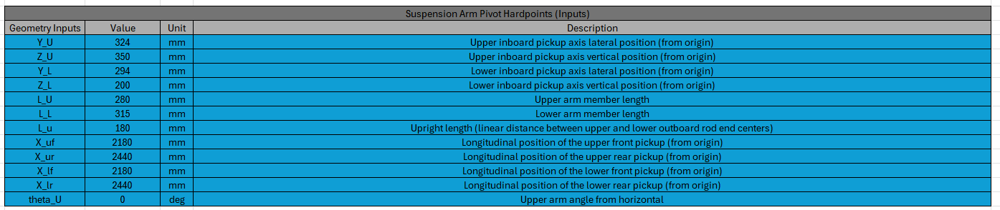 Suspension Arm Pivot Hardpoints (Inputs)
Geometry Inputs Value Unit Description
Y_U 324 mm Upper inboard pickup axis lateral position (from origin)
Z_U 350 mm Upper inboard pickup axis vertical position (from origin)
Y_L 294 mm Lower inboard pickup axis lateral position (from origin)
Z_L 200 mm Lower inboard pickup axis vertical position (from origin)
L_U 280 mm Upper arm member length
L_L 315 mm Lower arm member length
L_u 180 mm Upright length (linear distance between upper and lower outboard rod end centers)
X_uf 2180 mm Longitudinal position of the upper front pickup (from origin)
X_ur 2440 mm Longitudinal position of the upper rear pickup (from origin)
X_lf 2180 mm Longitudinal position of the lower front pickup (from origin)
X_lr 2440 mm Longitudinal position of the lower rear pickup (from origin)
theta_U 0 deg Upper arm angle from horizontal